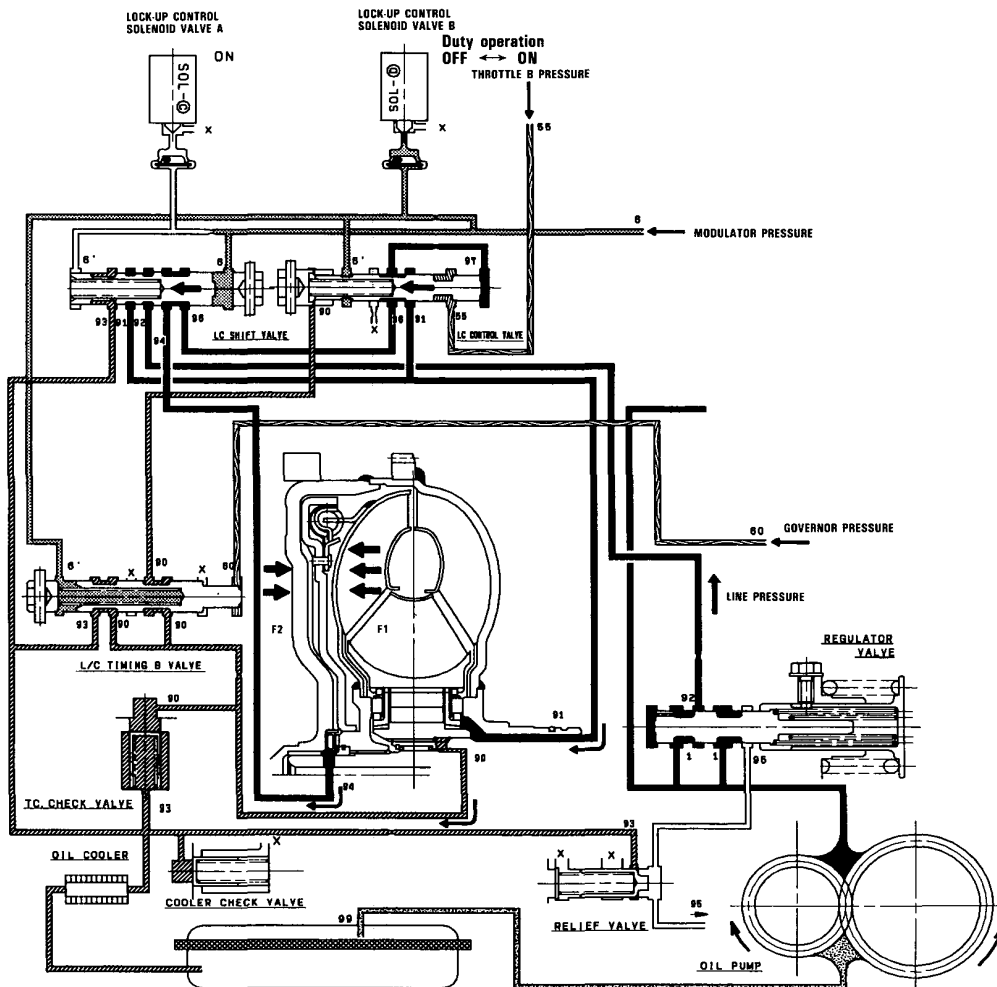 LOCK-UP CONTROL
SOLENOID VALVE A
ON
LOCK-UP CONTROL
SOLENOID VALVE B
Duty operation
OFF ↔ ON
THROTTLE B PRESSURE
SOL-C
SOL-D
X
X
55
6
MODULATOR PRESSURE
6'
6
6'
97
93
91
92
94
96
LC SHIFT VALVE
90
X
96
91
55
LC CONTROL VALVE
60
GOVERNOR PRESSURE
6'
X
90
X
60
93
90
90
L/C TIMING B VALVE
F2
F1
LINE PRESSURE
REGULATOR
VALVE
92
1
1
95
91
90
94
90
TC. CHECK VALVE
93
OIL COOLER
X
COOLER CHECK VALVE
93
X
X
RELIEF VALVE
95
99
OIL PUMP